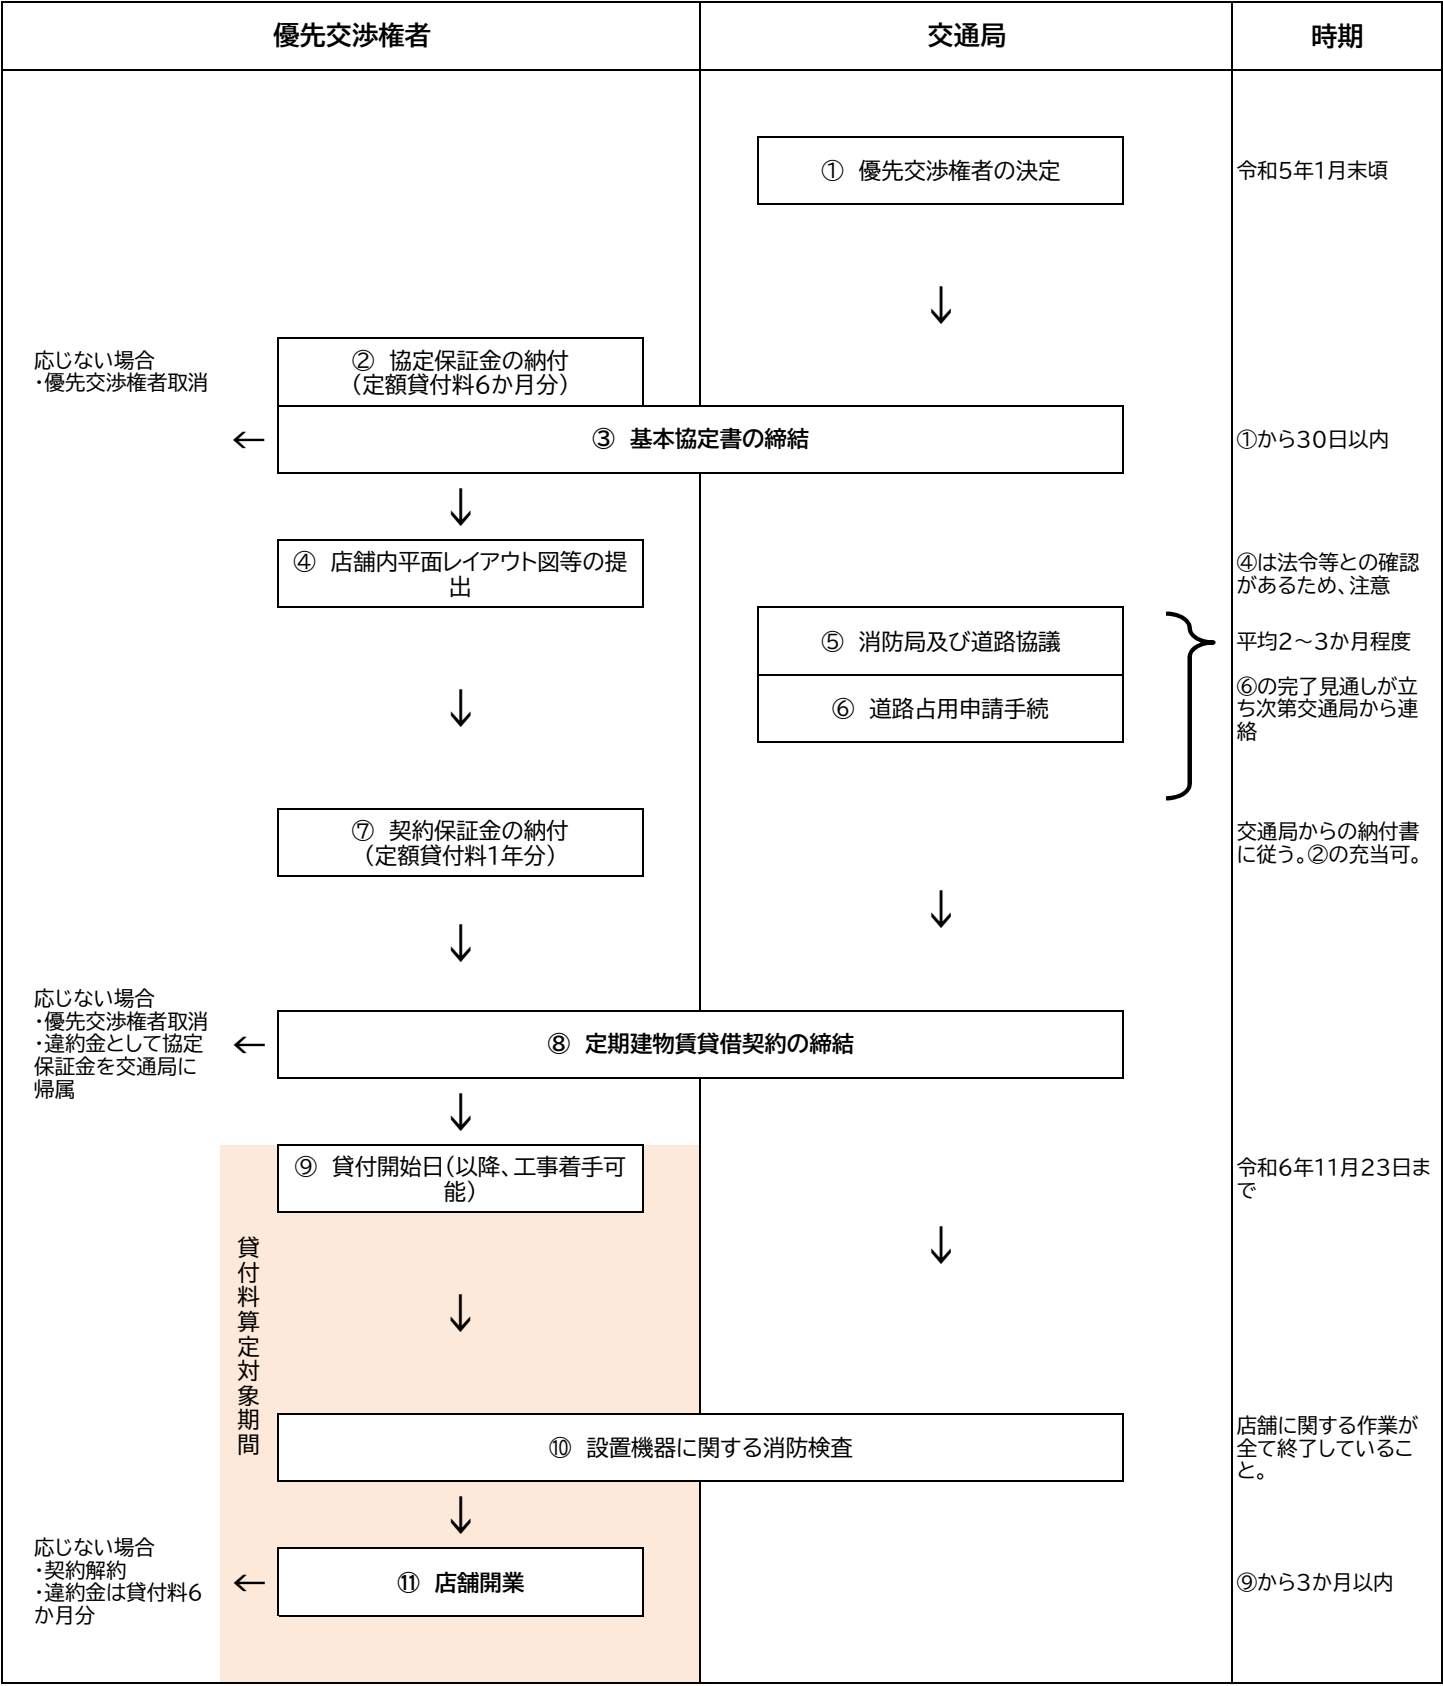 優先交渉権者
交通局
時期
① 優先交渉権者の決定
令和5年1月末頃
↓
応じない場合
・優先交渉権者取消
② 協定保証金の納付
（定額貸付料6か月分）
←
③ 基本協定書の締結
①から30日以内
↓
④ 店舗内平面レイアウト図等の提
出
④は法令等との確認
があるため、注意
⑤ 消防局及び道路協議
平均2～3か月程度
↓
⑥ 道路占用申請手続
⑥の完了見通しが立
ち次第交通局から連
絡
⑦ 契約保証金の納付
（定額貸付料1年分）
交通局からの納付書
に従う。②の充当可。
↓
↓
応じない場合
・優先交渉権者取消
・違約金として協定
保証金を交通局に
帰属
←
⑧ 定期建物賃貸借契約の締結
↓
⑨ 貸付開始日（以降、工事着手可
能）
令和6年11月23日ま
で
↓
貸付料算定対象期間
↓
⑩ 設置機器に関する消防検査
店舗に関する作業が
全て終了しているこ
と。
↓
応じない場合
・契約解約
・違約金は貸付料6
か月分
←
⑪ 店舗開業
⑨から3か月以内